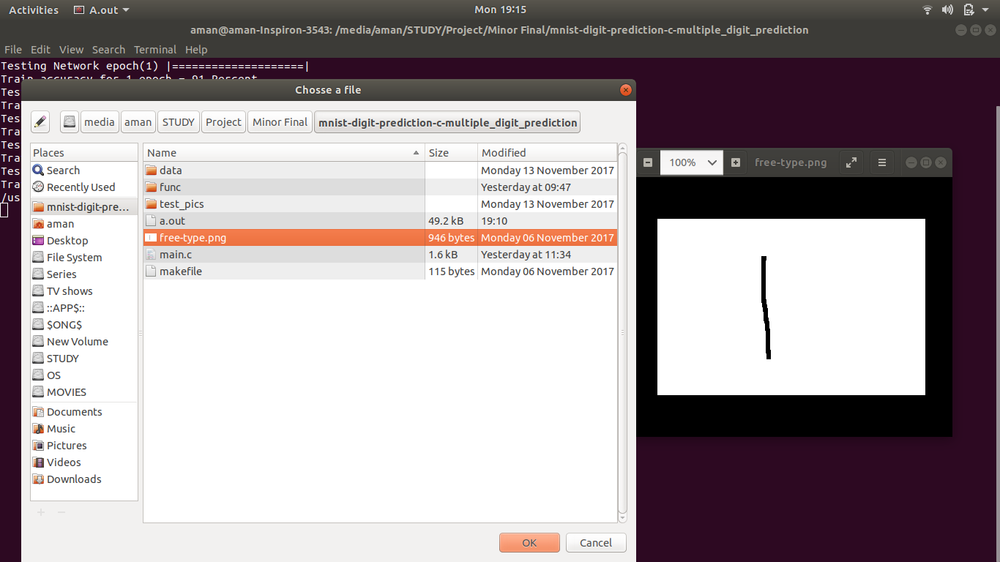 Activities A.out Mon 19:15
aman@aman-Inspiron-3543: /media/aman/STUDY/Project/Minor Final/mnist-digit-prediction-c-multiple_digit_prediction
File Edit View Search Terminal Help
Testing Network epoch(1) |====================|
Train accuracy for 1 epoch = 91 Percent
Tes
Tra
Tes
Tra
Tes
Tra
Tes
Tra
/us
Chosse a file
media aman STUDY Project Minor Final mnist-digit-prediction-c-multiple_digit_prediction
Places
Search
Recently Used
mnist-digit-pre...
aman
Desktop
File System
Series
TV shows
::APP$::
$ONG$
New Volume
STUDY
OS
MOVIES
Documents
Music
Pictures
Videos
Downloads
Name Size Modified
data Monday 13 November 2017
func Yesterday at 09:47
test_pics Monday 13 November 2017
a.out 49.2 kB 19:10
free-type.png 946 bytes Monday 06 November 2017
main.c 1.6 kB Yesterday at 11:34
makefile 115 bytes Monday 06 November 2017
OK Cancel
100% free-type.png